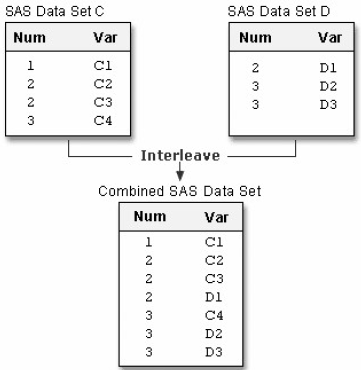 SAS Data Set C
Num Var
1 C1
2 C2
2 C3
3 C4
SAS Data Set D
Num Var
2 D1
3 D2
3 D3
Interleave
Combined SAS Data Set
Num Var
1 C1
2 C2
2 C3
2 D1
3 C4
3 D2
3 D3